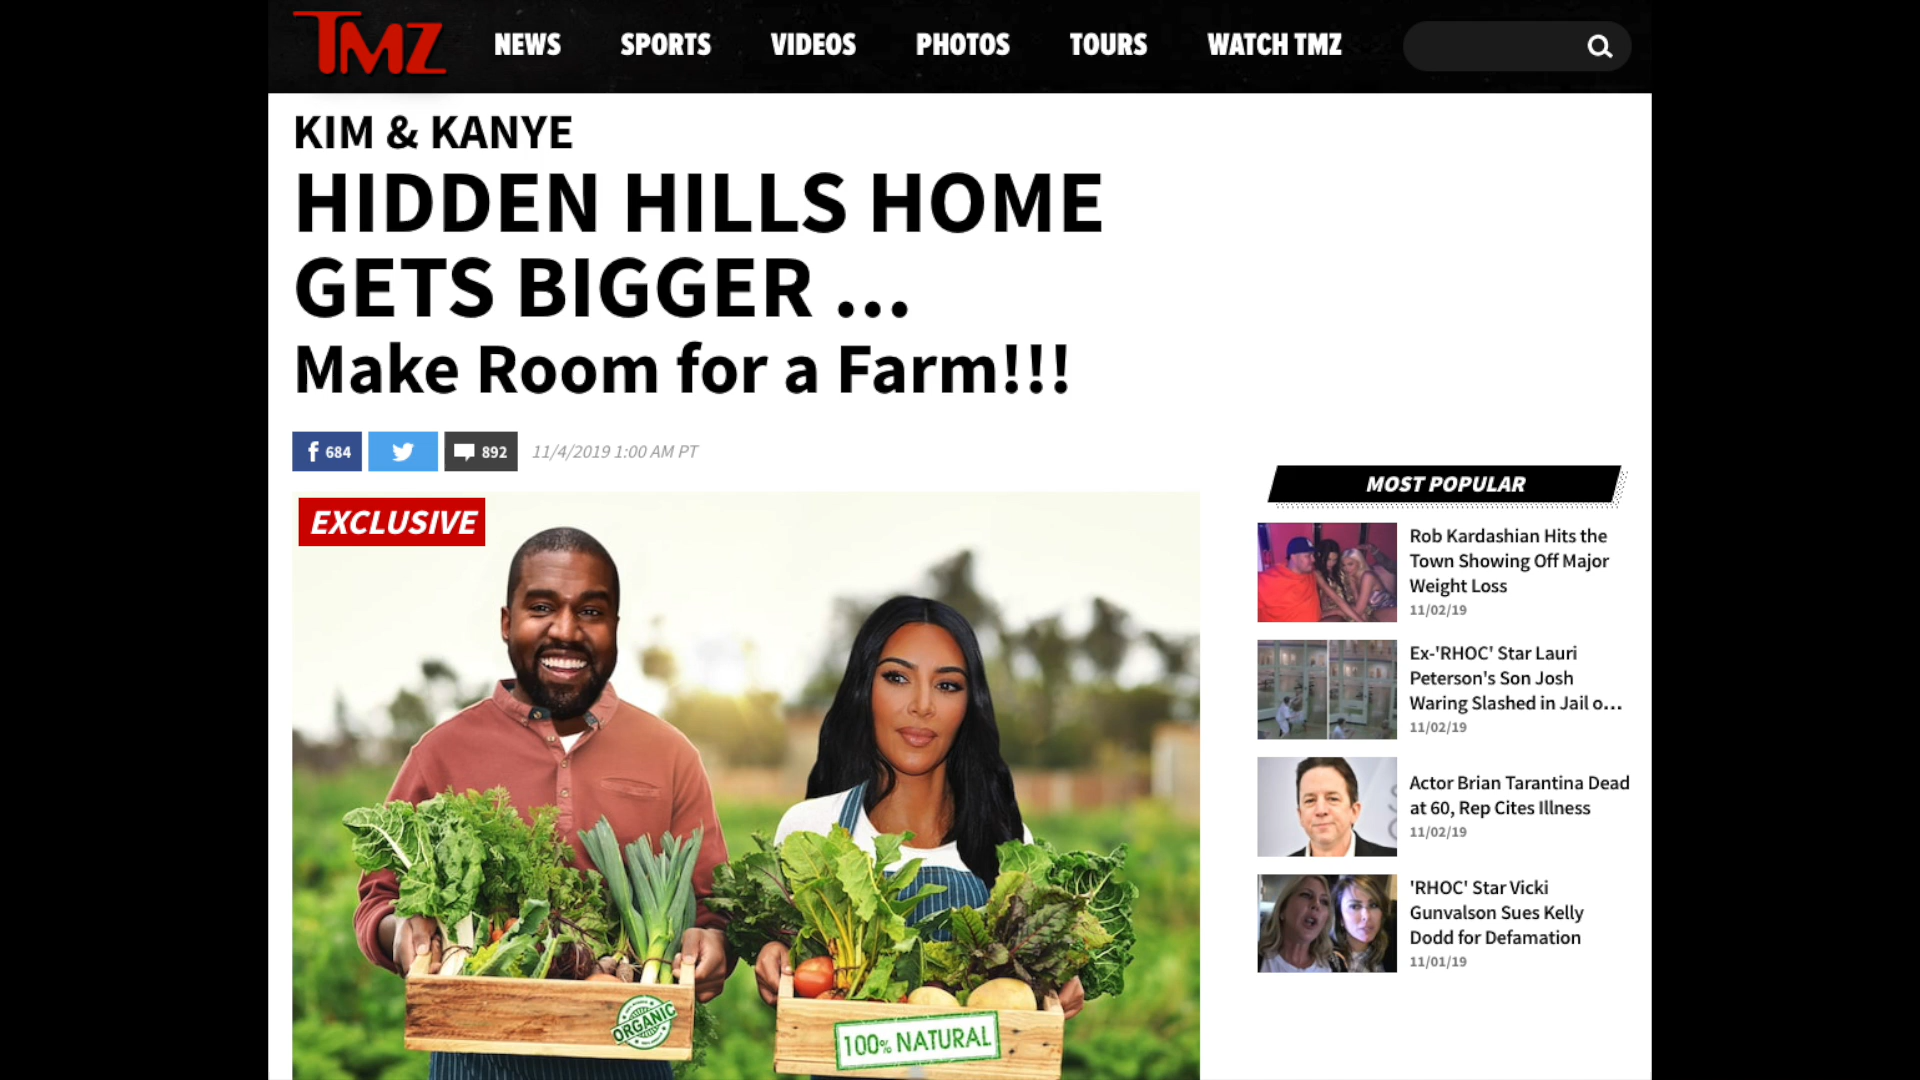 TMZ
NEWS
SPORTS
VIDEOS
PHOTOS
TOURS
WATCH TMZ
KIM & KANYE
HIDDEN HILLS HOME
GETS BIGGER ...
Make Room for a Farm!!!
684
892
11/4/2019 1:00 AM PT
EXCLUSIVE
ORGANIC
100% NATURAL
MOST POPULAR
Rob Kardashian Hits the
Town Showing Off Major
Weight Loss
11/02/19
Ex-'RHOC' Star Lauri
Peterson's Son Josh
Waring Slashed in Jail o...
11/02/19
Actor Brian Tarantina Dead
at 60, Rep Cites Illness
11/02/19
'RHOC' Star Vicki
Gunvalson Sues Kelly
Dodd for Defamation
11/01/19